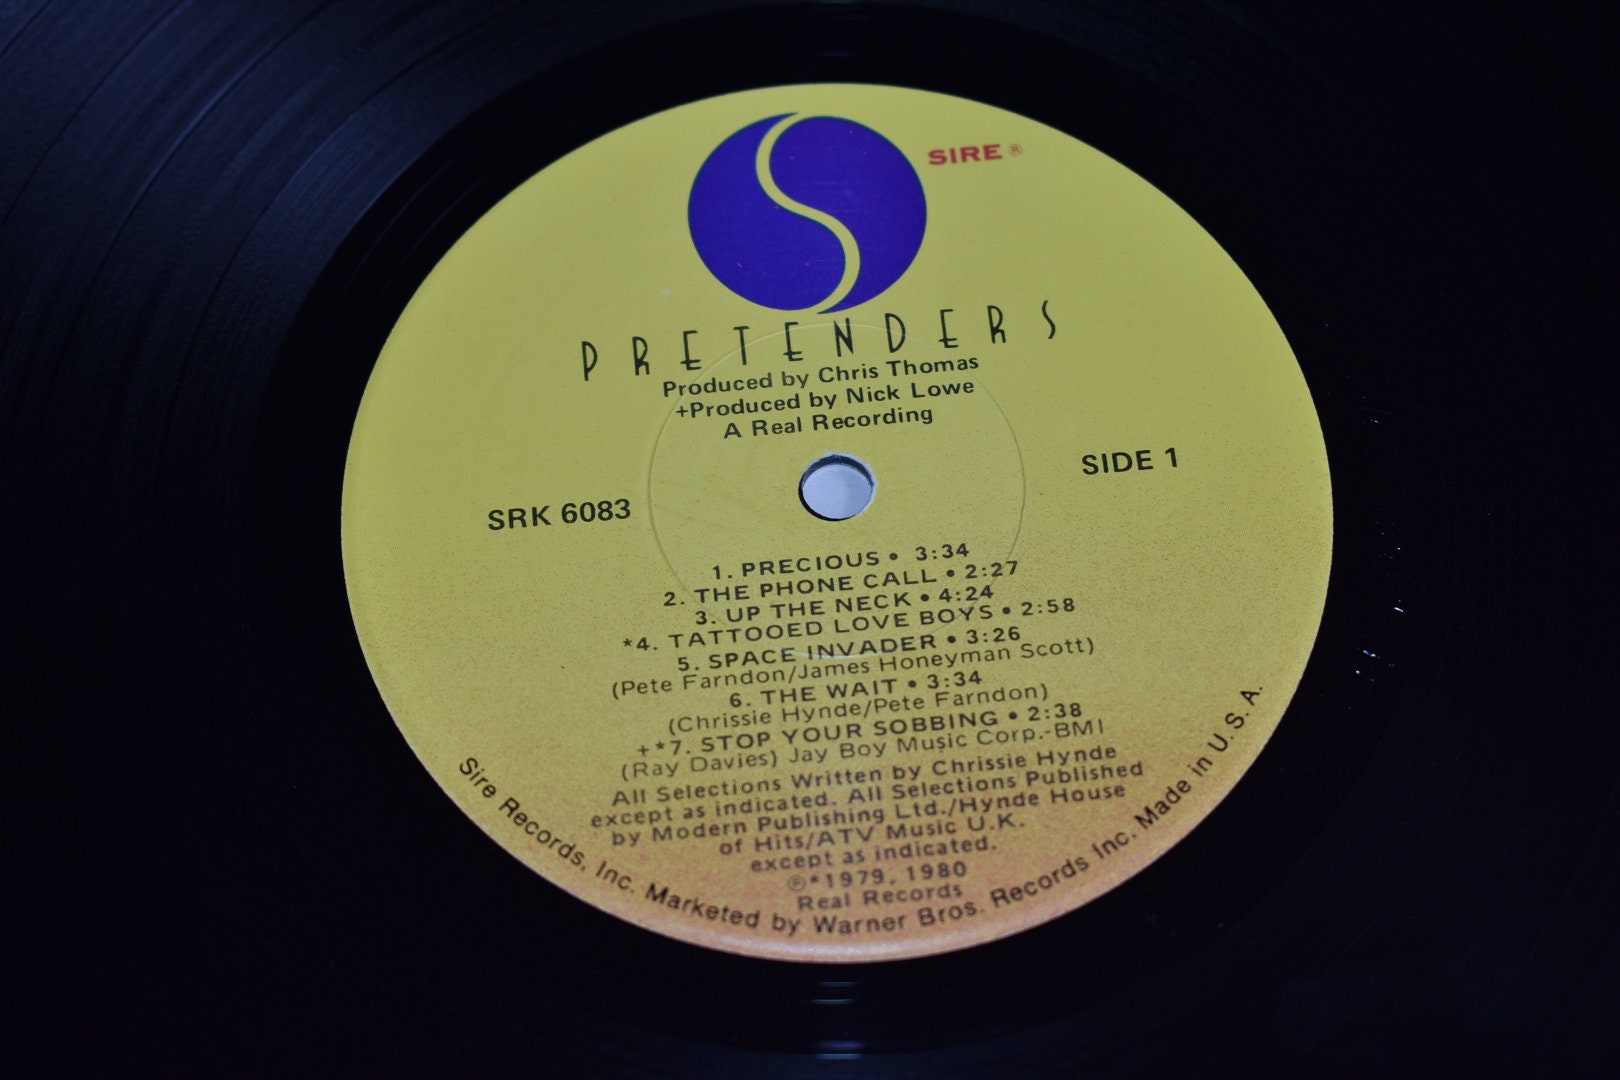 SIRE ®
PRETENDERS
Produced by Chris Thomas
+Produced by Nick Lowe
A Real Recording
SIDE 1
SRK 6083
1. PRECIOUS • 3:34
2. THE PHONE CALL • 2:27
3. UP THE NECK • 4:24
*4. TATTOOED LOVE BOYS • 2:58
5. SPACE INVADER • 3:26
(Pete Farndon/James Honeyman Scott)
6. THE WAIT • 3:34
(Chrissie Hynde/Pete Farndon)
+*7. STOP YOUR SOBBING • 2:38
(Ray Davies) Jay Boy Music Corp.-BMI
All Selections Written by Chrissie Hynde
except as indicated. All Selections Published
by Modern Publishing Ltd./Hynde House
of Hits/ATV Music U.K.
except as indicated.
℗*1979, 1980
Real Records
Sire Records, Inc. Marketed by Warner Bros. Records Inc. Made in U.S.A.